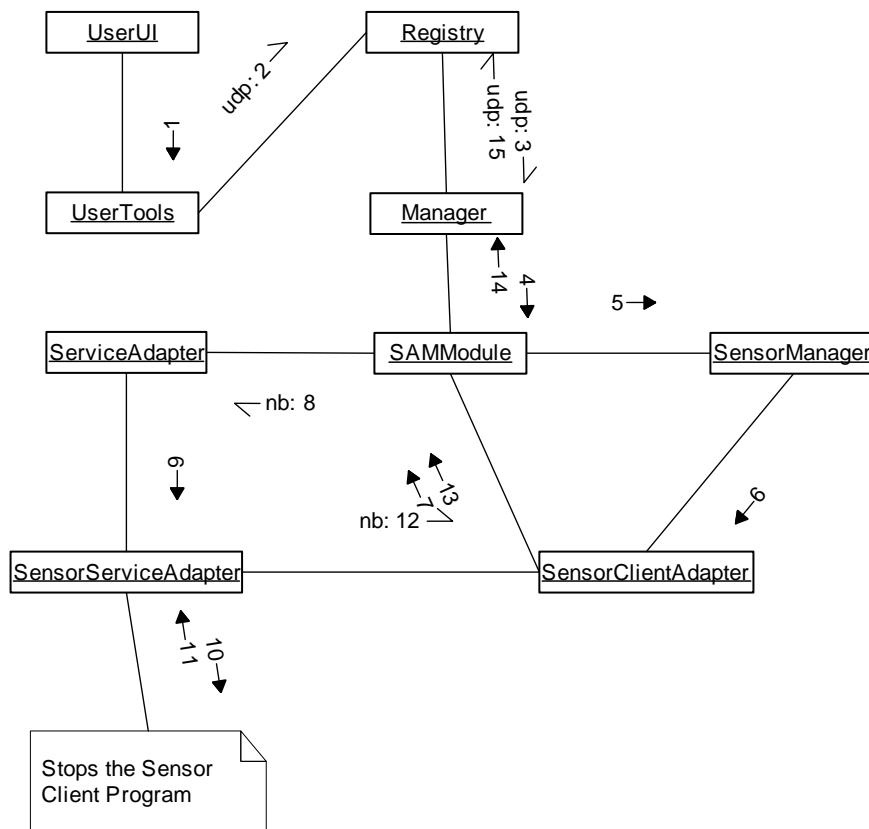 UserUI
Registry
udp: 2
udp: 3
udp: 15
1
UserTools
Manager
14
4
5
ServiceAdapter
SAMModule
SensorManager
nb: 8
9
13
7
6
nb: 12
SensorServiceAdapter
SensorClientAdapter
10
11
Stops the Sensor
Client Program